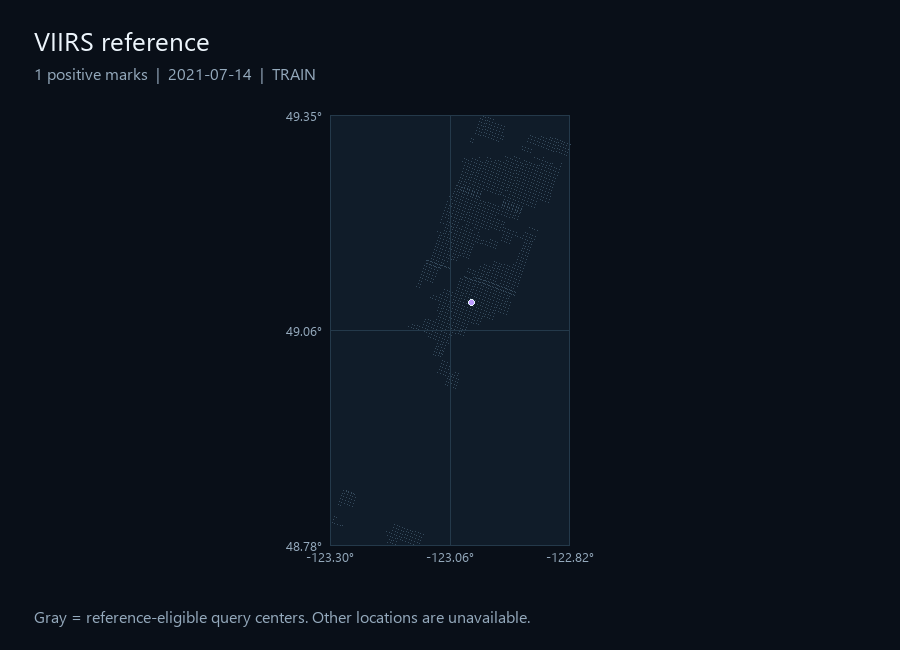 VIIRS reference
1 positive marks | 2021-07-14 | TRAIN
49.35°
49.06°
48.78°
-123.30°
-123.06°
-122.82°
Gray = reference-eligible query centers. Other locations are unavailable.